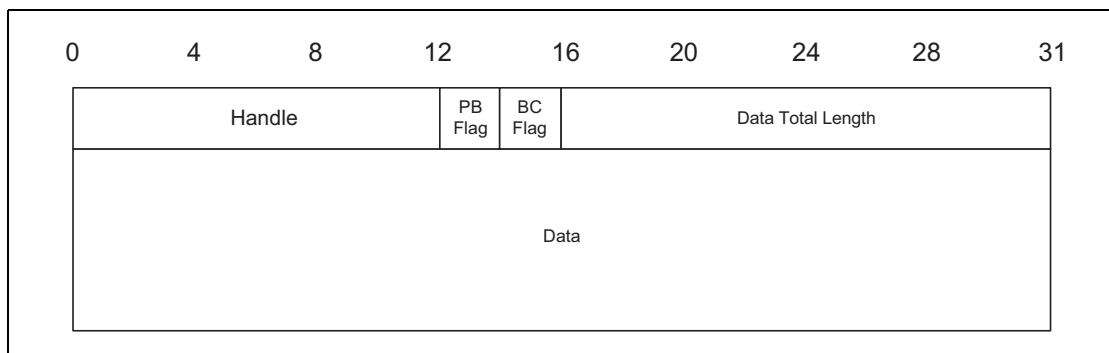 0 4 8 12 16 20 24 28 31
Handle PB Flag BC Flag Data Total Length
Data